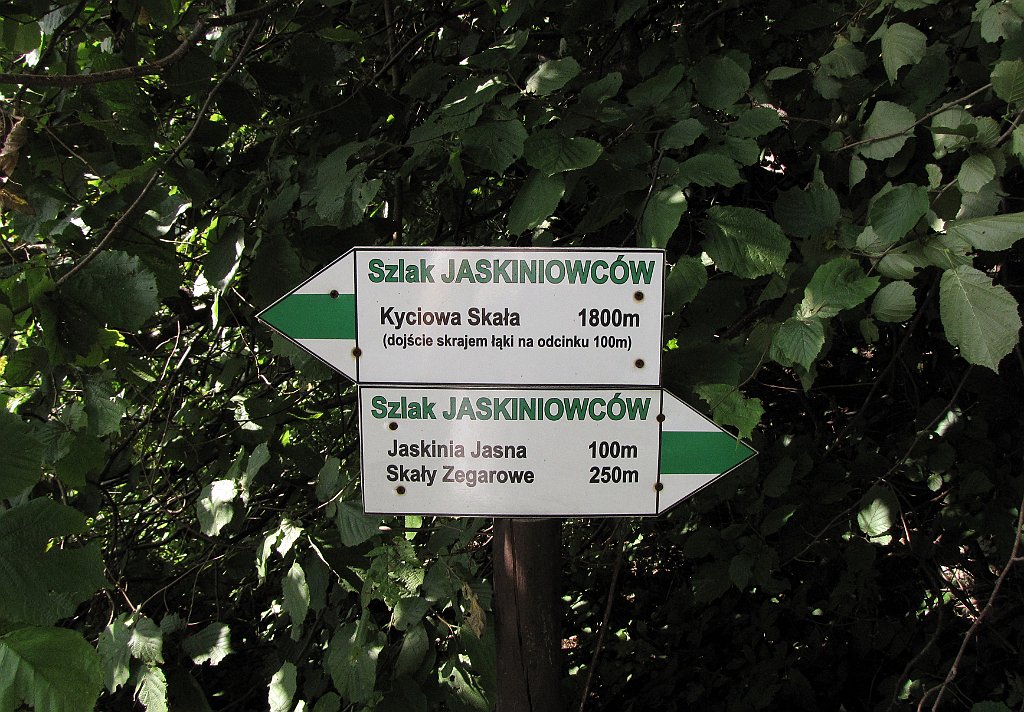 Szlak JASKINIOWCÓW
Kyciowa Skała 1800m
(dojście skrajem łąki na odcinku 100m)
Szlak JASKINIOWCÓW
Jaskinia Jasna 100m
Skały Zegarowe 250m